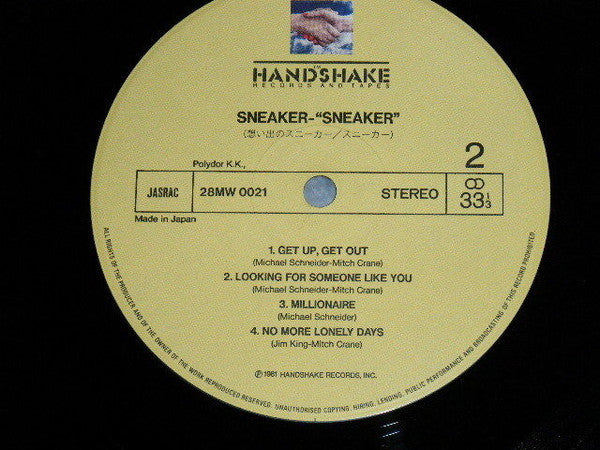 HANDSHAKE
RECORDS AND TAPES
SNEAKER-"SNEAKER"
(想い出のスニーカー/スニーカー)
Polydor K.K.,
2
JASRAC
28MW 0021
STEREO
33 1/3
Made in Japan
1. GET UP, GET OUT
(Michael Schneider-Mitch Crane)
2. LOOKING FOR SOMEONE LIKE YOU
(Michael Schneider-Mitch Crane)
3. MILLIONAIRE
(Michael Schneider)
4. NO MORE LONELY DAYS
(Jim King-Mitch Crane)
Ⓟ1981 HANDSHAKE RECORDS, INC.
ALL RIGHTS OF THE PRODUCER AND OF THE OWNER OF THE WORK REPRODUCED RESERVED. UNAUTHORISED COPYING, HIRING, LENDING, PUBLIC PERFORMANCE AND BROADCASTING OF THIS RECORD PROHIBITED